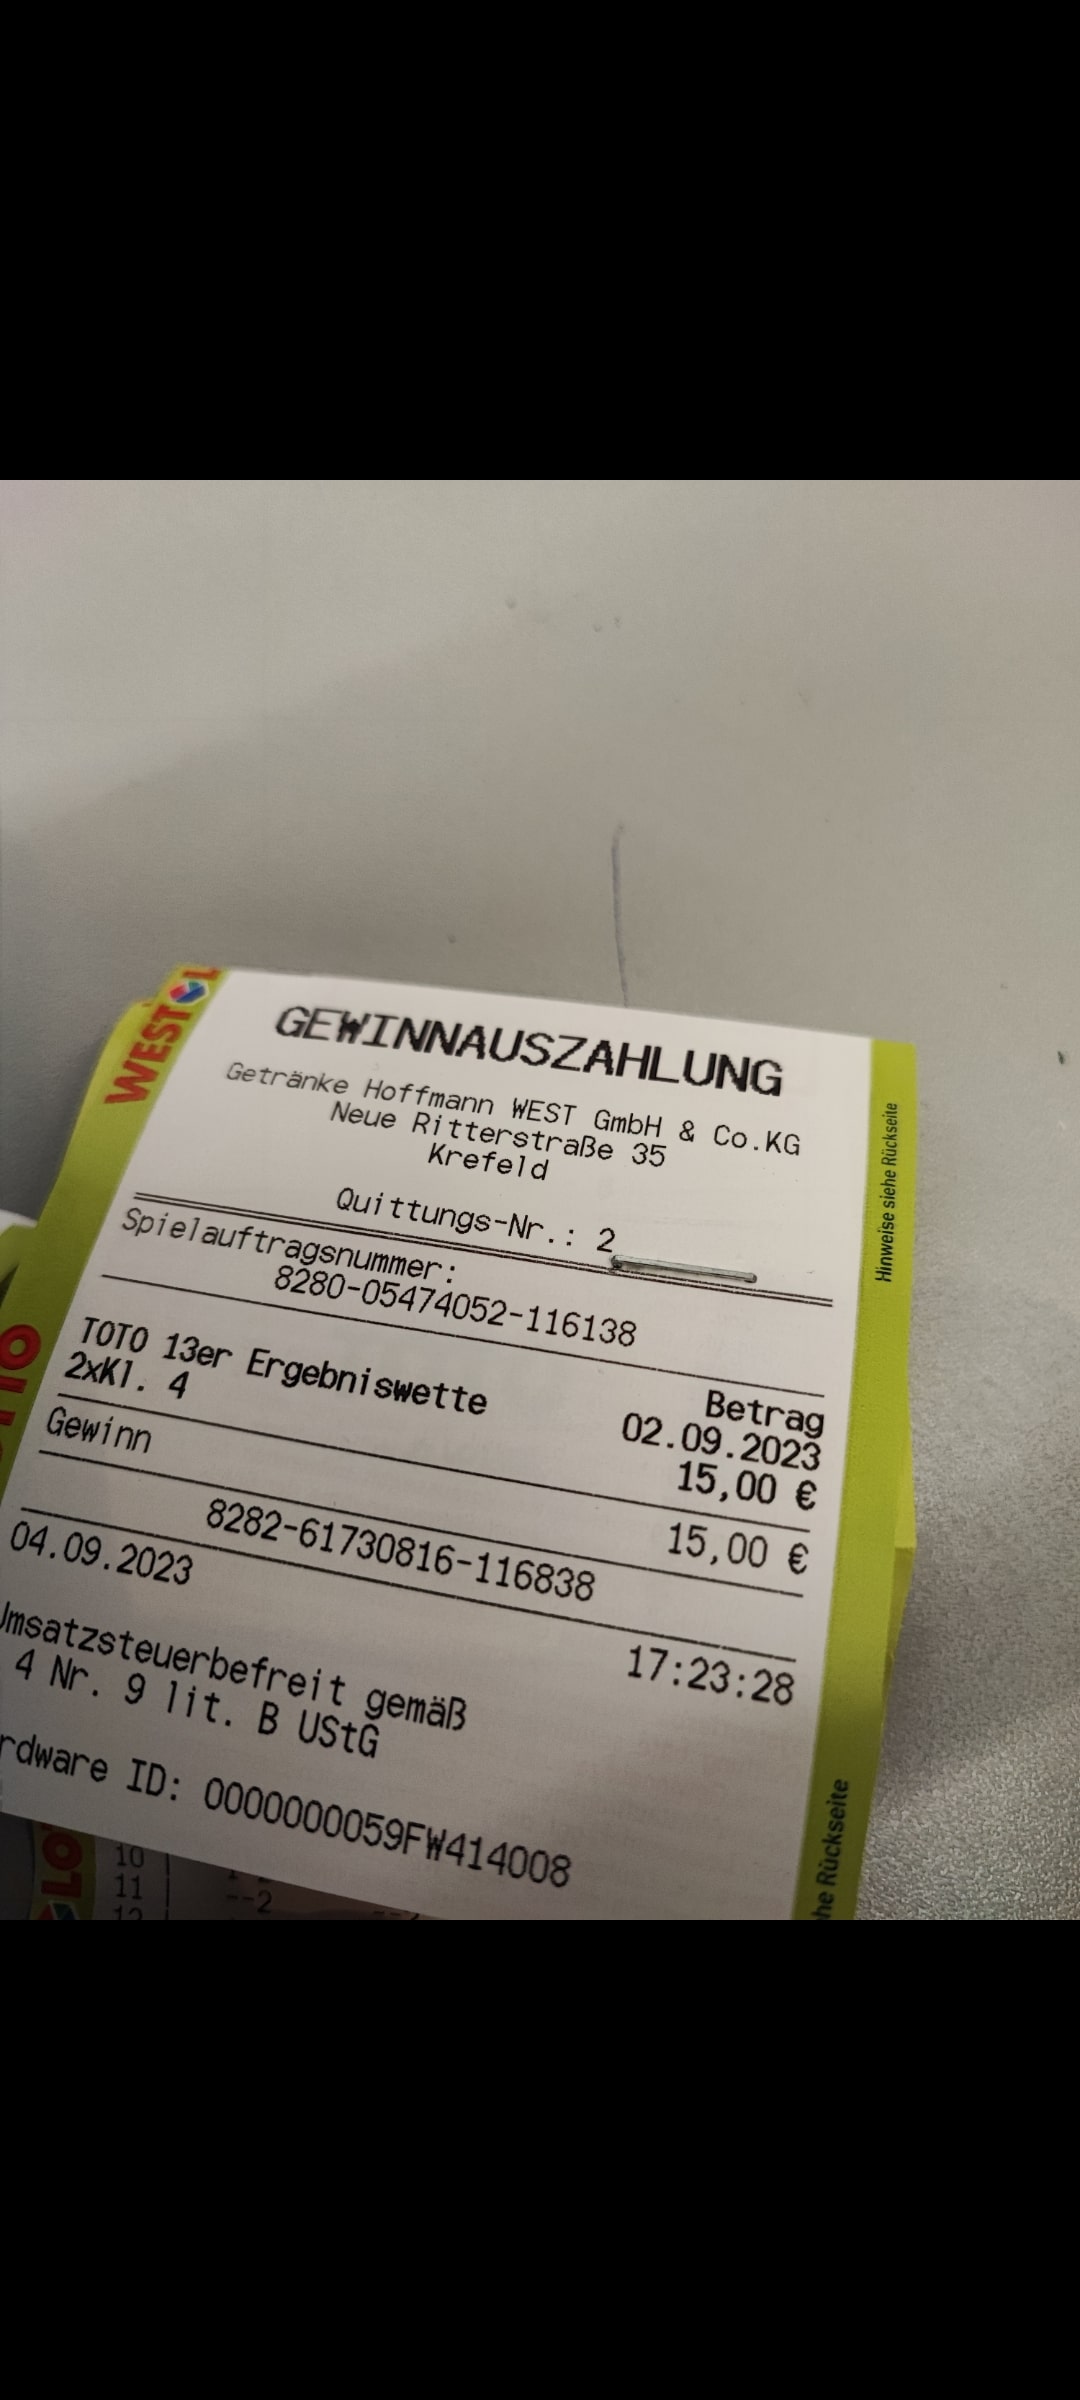 WEST L
GEWINNAUSZAHLUNG
Getränke Hoffmann WEST GmbH & Co.KG
Neue Ritterstraße 35
Krefeld
Quittungs-Nr.: 2
Spielauftragsnummer:
8280-05474052-116138
Betrag
TOTO 13er Ergebniswette 02.09.2023
2xKl. 4 15,00 €
Gewinn 15,00 €
8282-61730816-116838
04.09.2023 17:23:28
Umsatzsteuerbefreit gemäß
4 Nr. 9 lit. B UStG
rdware ID: 0000000059FW414008
Hinweise siehe Rückseite
he Rückseite
OTTO
LO
10
11 --2
12